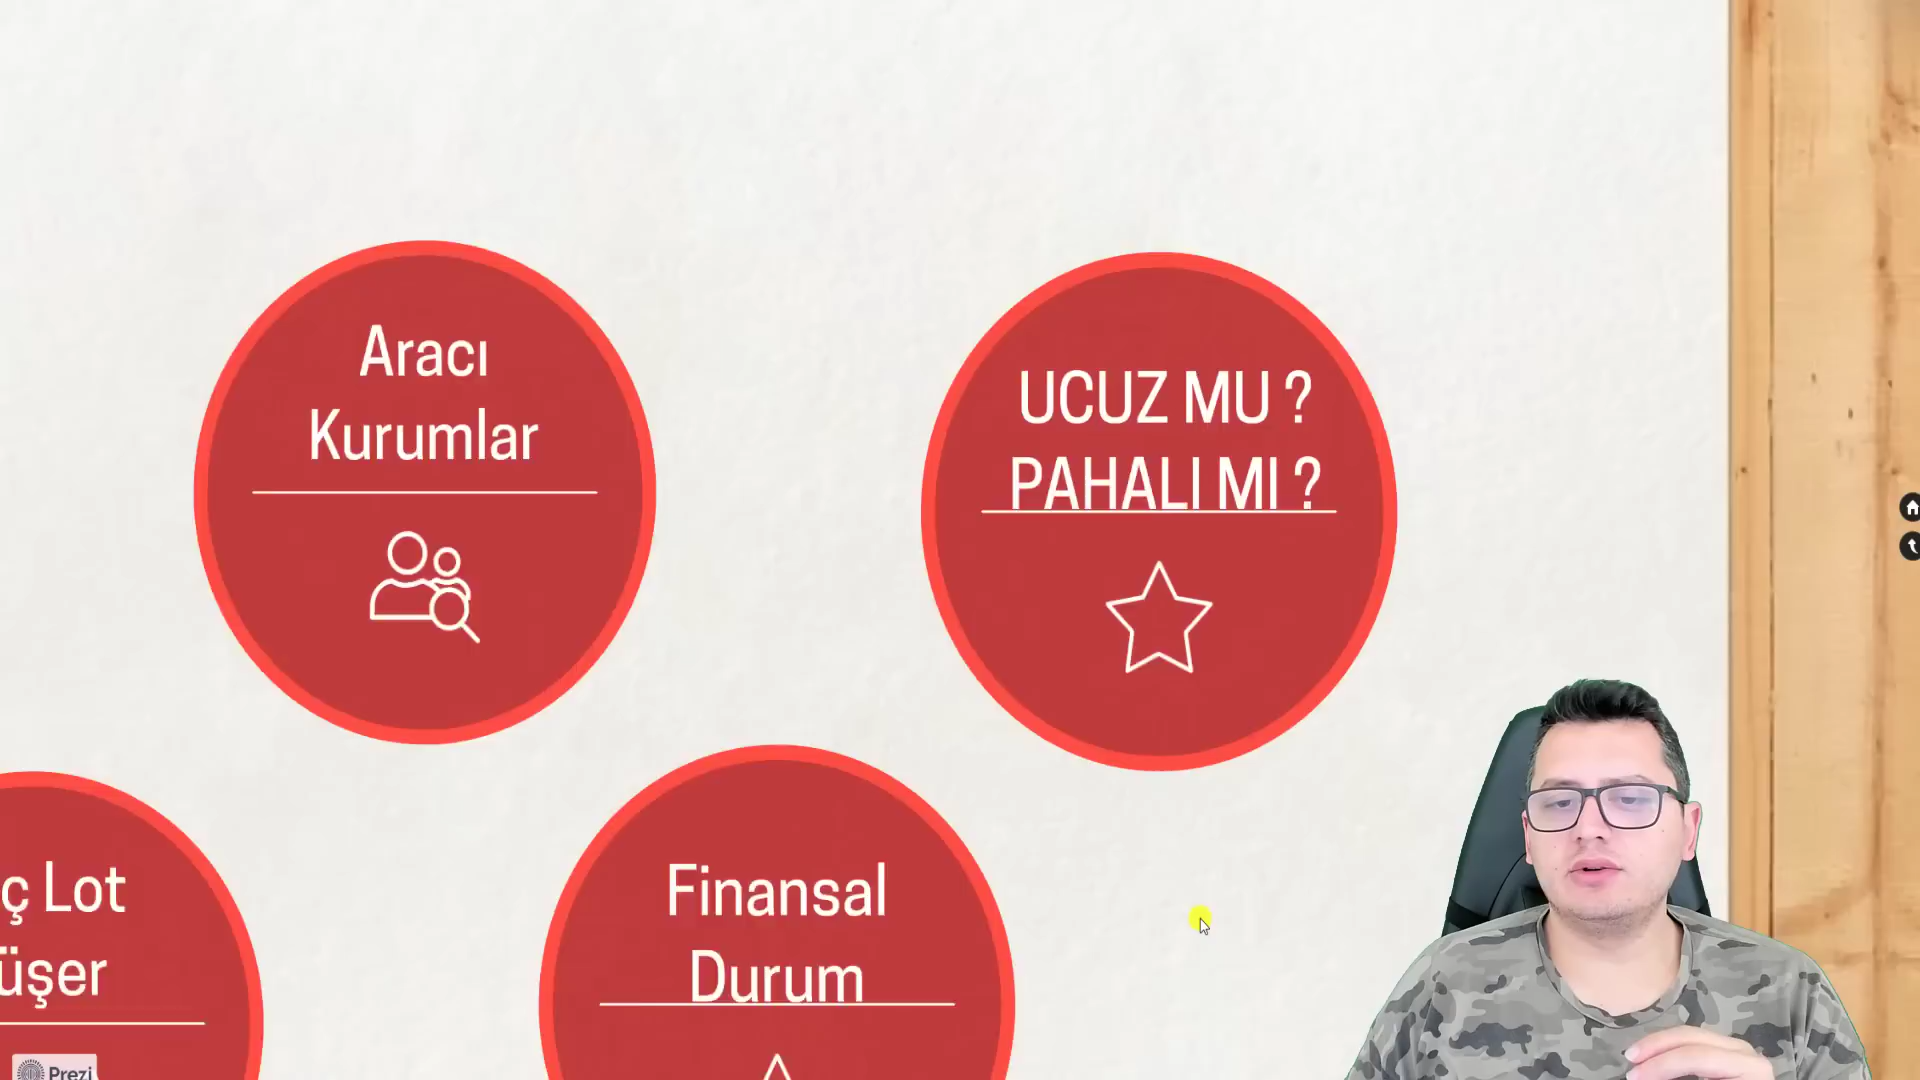 Aracı
Kurumlar
UCUZ MU ?
PAHALI MI ?
ç Lot
üşer
Finansal
Durum
Prezi